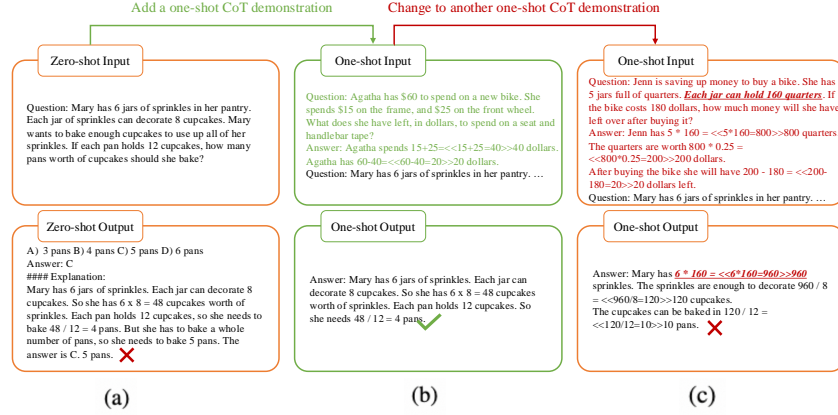 Add a one-shot CoT demonstration
Change to another one-shot CoT demonstration
Zero-shot Input
Question: Mary has 6 jars of sprinkles in her pantry.
Each jar of sprinkles can decorate 8 cupcakes. Mary
wants to bake enough cupcakes to use up all of her
sprinkles. If each pan holds 12 cupcakes, how many
pans worth of cupcakes should she bake?
Zero-shot Output
A) 3 pans B) 4 pans C) 5 pans D) 6 pans
Answer: C
#### Explanation:
Mary has 6 jars of sprinkles. Each jar can decorate 8
cupcakes. So she has 6 x 8 = 48 cupcakes worth of
sprinkles. Each pan holds 12 cupcakes, so she needs to
bake 48 / 12 = 4 pans. But she has to bake a whole
number of pans, so she needs to bake 5 pans. The
answer is C. 5 pans.
(a)
One-shot Input
Question: Agatha has $60 to spend on a new bike. She
spends $15 on the frame, and $25 on the front wheel.
What does she have left, in dollars, to spend on a seat and
handlebar tape?
Answer: Agatha spends 15+25=<<15+25=40>>40 dollars.
Agatha has 60-40=<<60-40=20>>20 dollars.
Question: Mary has 6 jars of sprinkles in her pantry. …
One-shot Output
Answer: Mary has 6 jars of sprinkles. Each jar can
decorate 8 cupcakes. So she has 6 x 8 = 48 cupcakes
worth of sprinkles. Each pan holds 12 cupcakes. So
she needs 48 / 12 = 4 pans.
(b)
One-shot Input
Question: Jenn is saving up money to buy a bike. She has
5 jars full of quarters. Each jar can hold 160 quarters. If
the bike costs 180 dollars, how much money will she have
left over after buying it?
Answer: Jenn has 5 * 160 = <<5*160=800>>800 quarters
The quarters are worth 800 * 0.25 =
<<800*0.25=200>>200 dollars.
After buying the bike she will have 200 - 180 = <<200-
180=20>>20 dollars left.
Question: Mary has 6 jars of sprinkles in her pantry. …
One-shot Output
Answer: Mary has 6 * 160 = <<6*160=960>>960
sprinkles. The sprinkles are enough to decorate 960 / 8
= <<960/8=120>>120 cupcakes.
The cupcakes can be baked in 120 / 12 =
<<120/12=10>>10 pans.
(c)